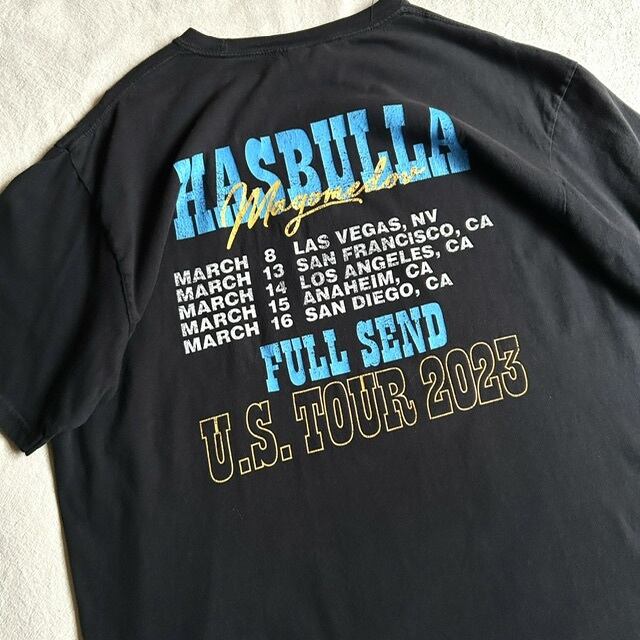 HASBULLA
Magomedov
MARCH 8 LAS VEGAS, NV
MARCH 13 SAN FRANCISCO, CA
MARCH 14 LOS ANGELES, CA
MARCH 15 ANAHEIM, CA
MARCH 16 SAN DIEGO, CA
FULL SEND
U.S. TOUR 2023